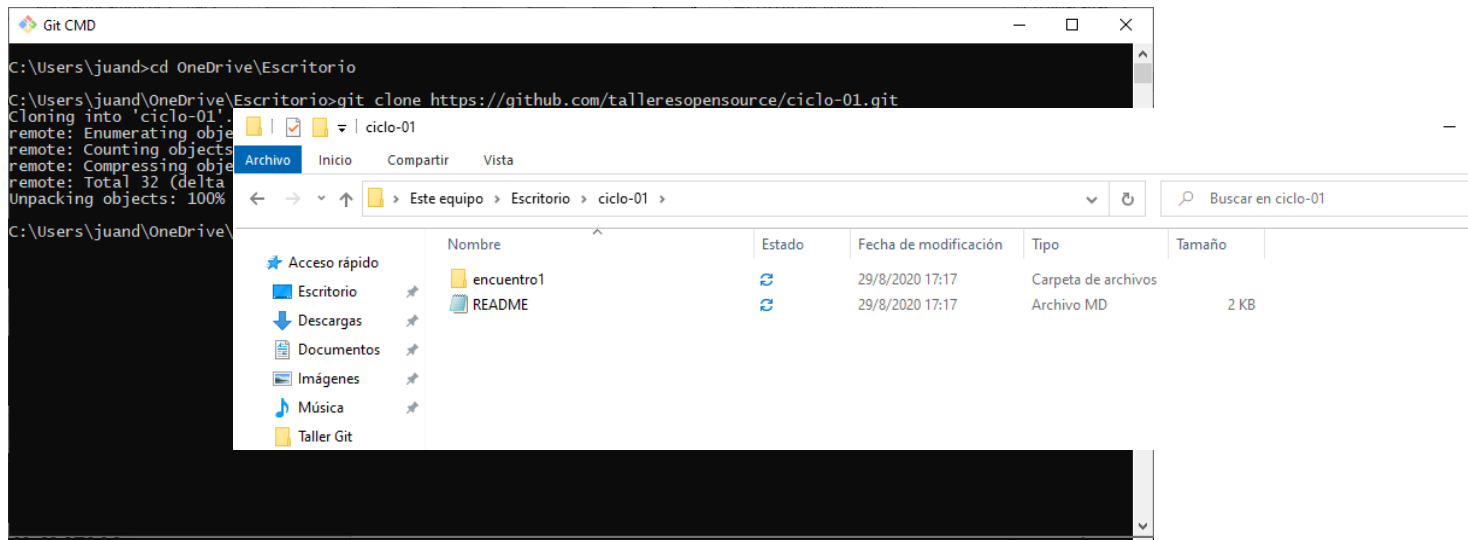 Git CMD
C:\Users\juand>cd OneDrive\Escritorio
C:\Users\juand\OneDrive\Escritorio>git clone https://github.com/talleresopensource/ciclo-01.git
Cloning into 'ciclo-01'.
remote: Enumerating obje
remote: Counting objects
remote: Compressing obje
remote: Total 32 (delta
Unpacking objects: 100%
C:\Users\juand\OneDrive\
ciclo-01
Archivo Inicio Compartir Vista
Este equipo > Escritorio > ciclo-01 >
Buscar en ciclo-01
Nombre Estado Fecha de modificación Tipo Tamaño
Acceso rápido
Escritorio
Descargas
Documentos
Imágenes
Música
Taller Git
encuentro1 29/8/2020 17:17 Carpeta de archivos
README 29/8/2020 17:17 Archivo MD 2 KB